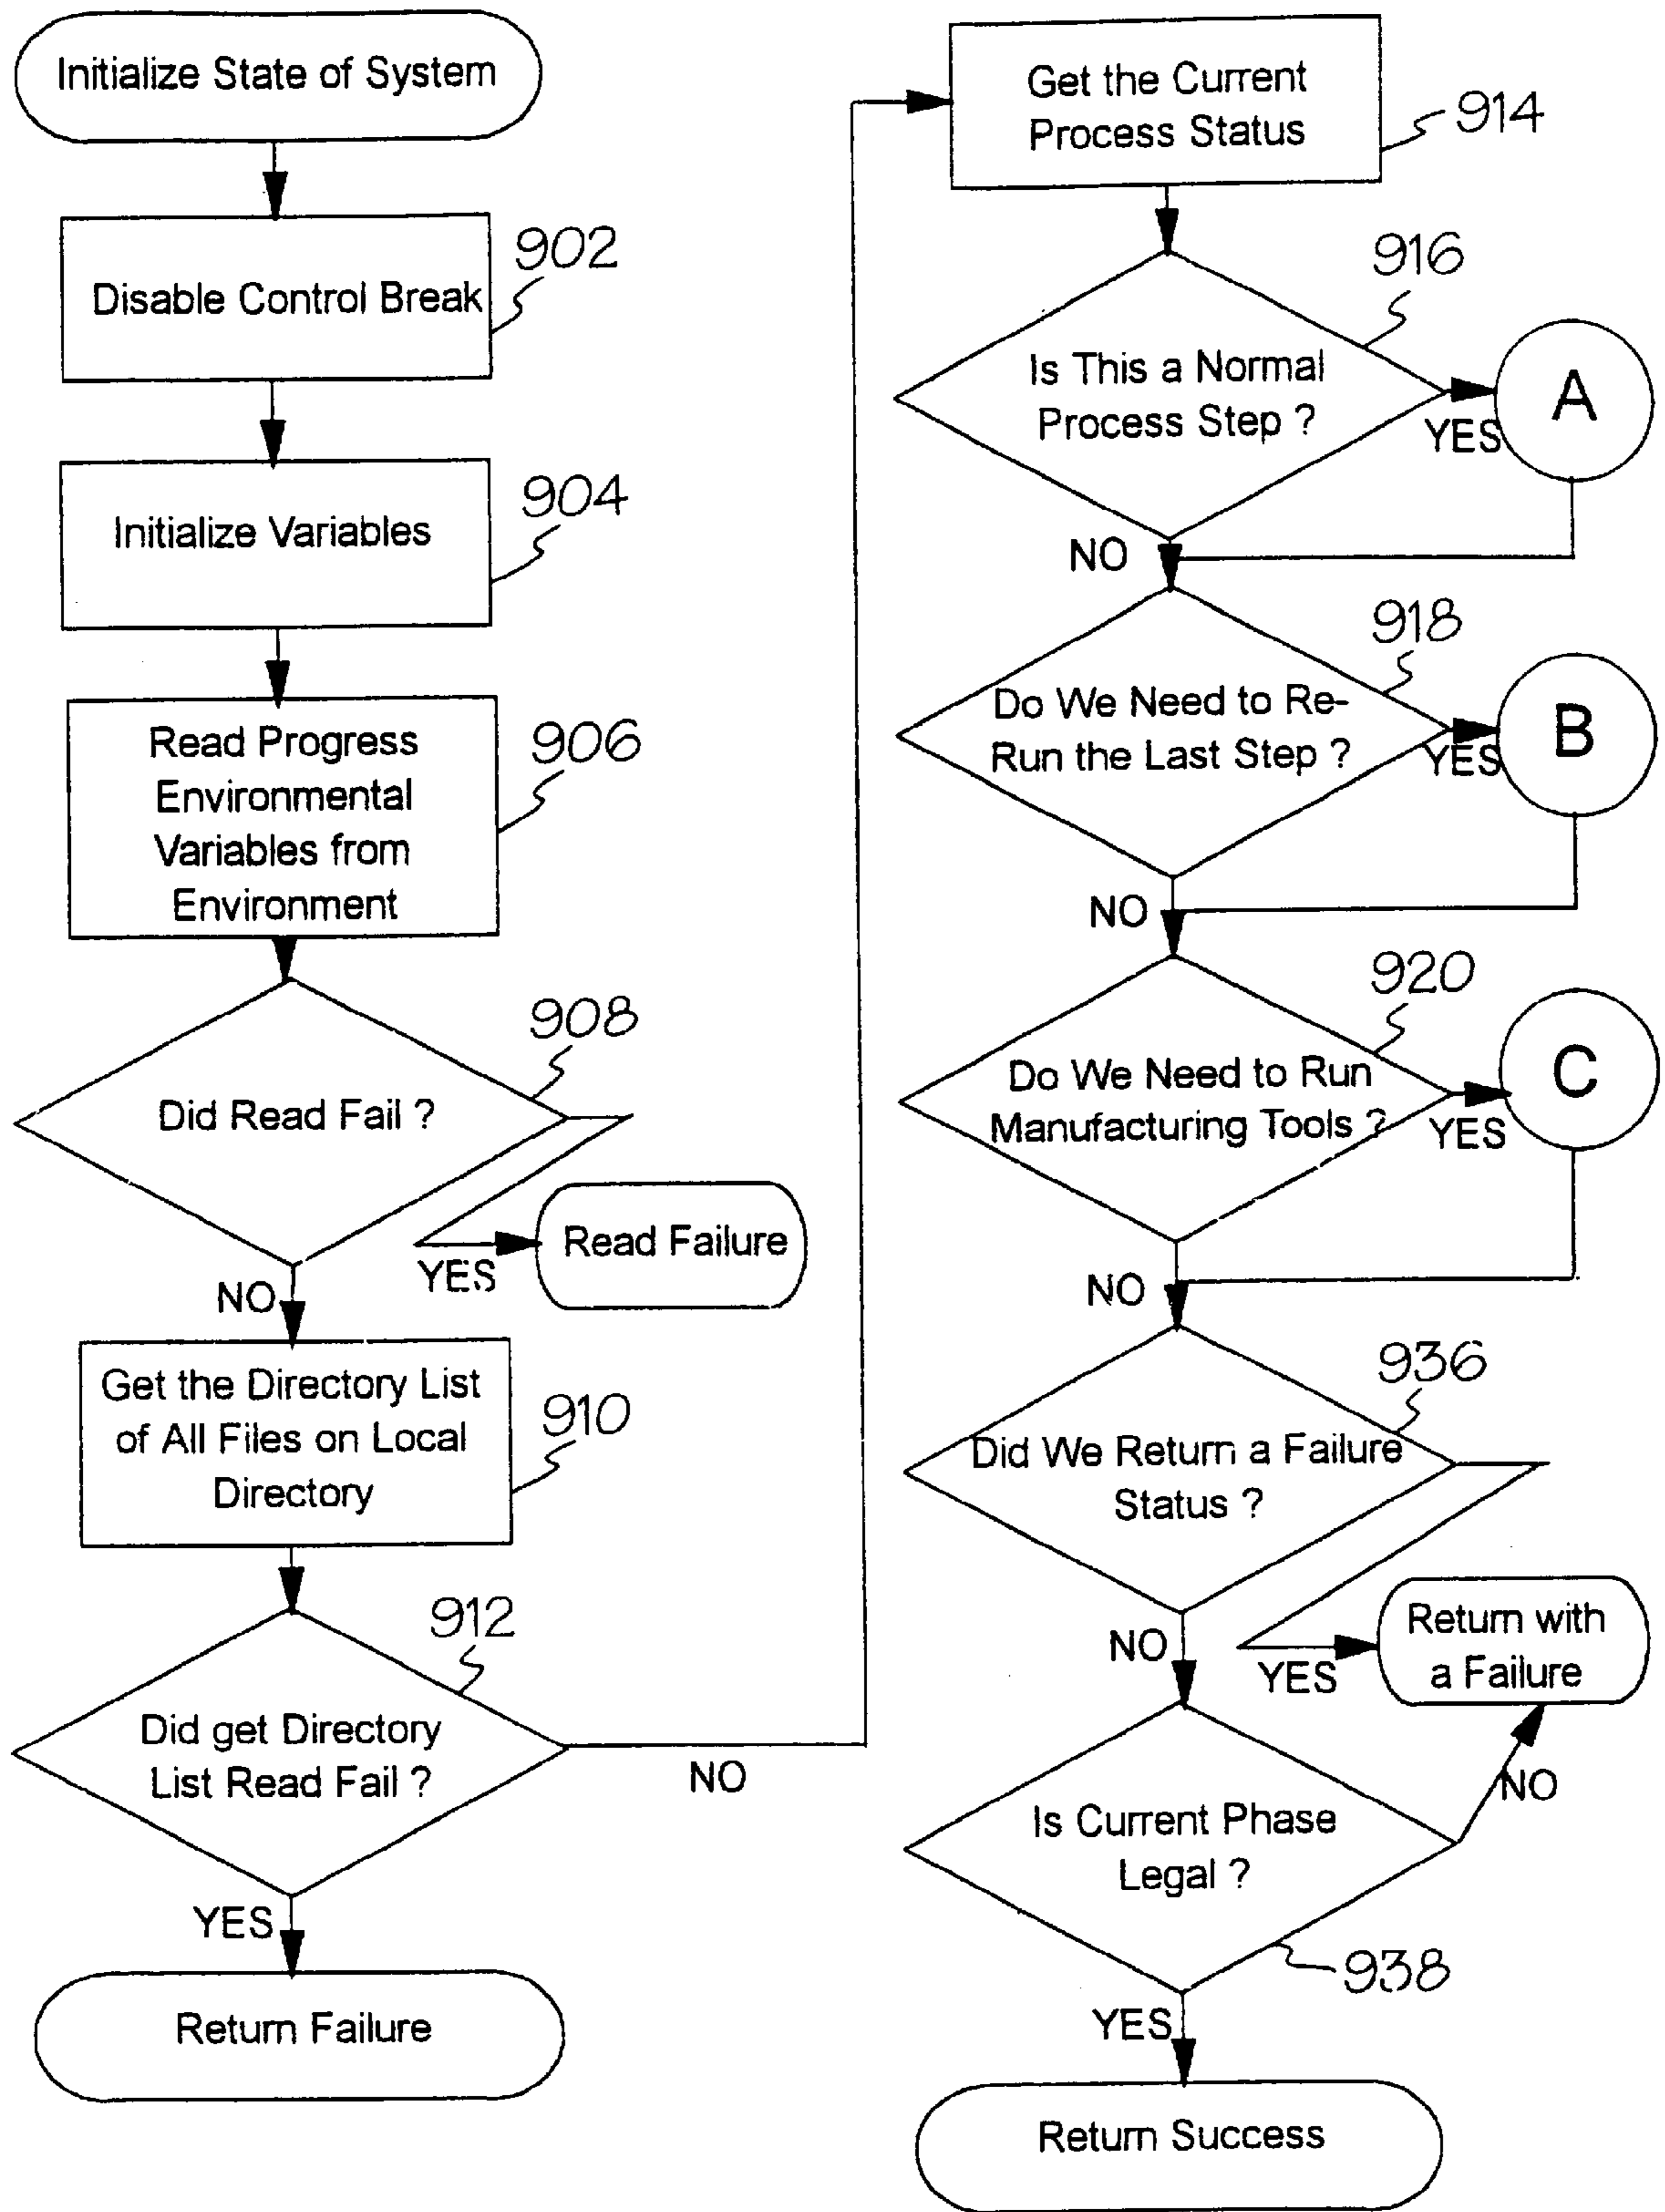 Initialize State of System
Disable Control Break
902
Initialize Variables
904
Read Progress
Environmental
Variables from
Environment
906
Did Read Fail ?
908
YES
Read Failure
NO
Get the Directory List
of All Files on Local
Directory
910
Did get Directory
List Read Fail ?
912
NO
YES
Return Failure
Get the Current
Process Status
914
Is This a Normal
Process Step ?
916
YES
A
NO
Do We Need to Re-
Run the Last Step ?
918
YES
B
NO
Do We Need to Run
Manufacturing Tools ?
920
YES
C
NO
Did We Return a Failure
Status ?
936
YES
Return with
a Failure
NO
Is Current Phase
Legal ?
938
NO
YES
Return Success